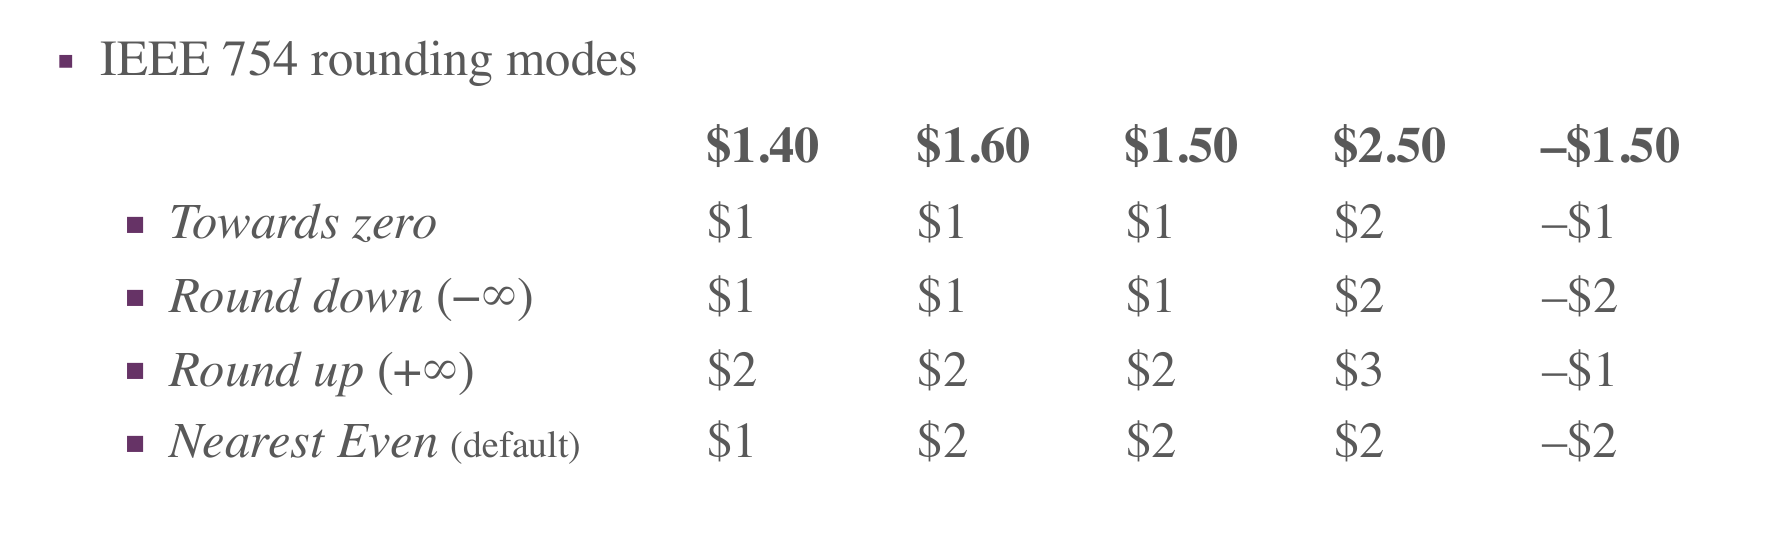 ▪ IEEE 754 rounding modes
$1.40 $1.60 $1.50 $2.50 –$1.50
▪ Towards zero $1 $1 $1 $2 –$1
▪ Round down (−∞) $1 $1 $1 $2 –$2
▪ Round up (+∞) $2 $2 $2 $3 –$1
▪ Nearest Even (default) $1 $2 $2 $2 –$2